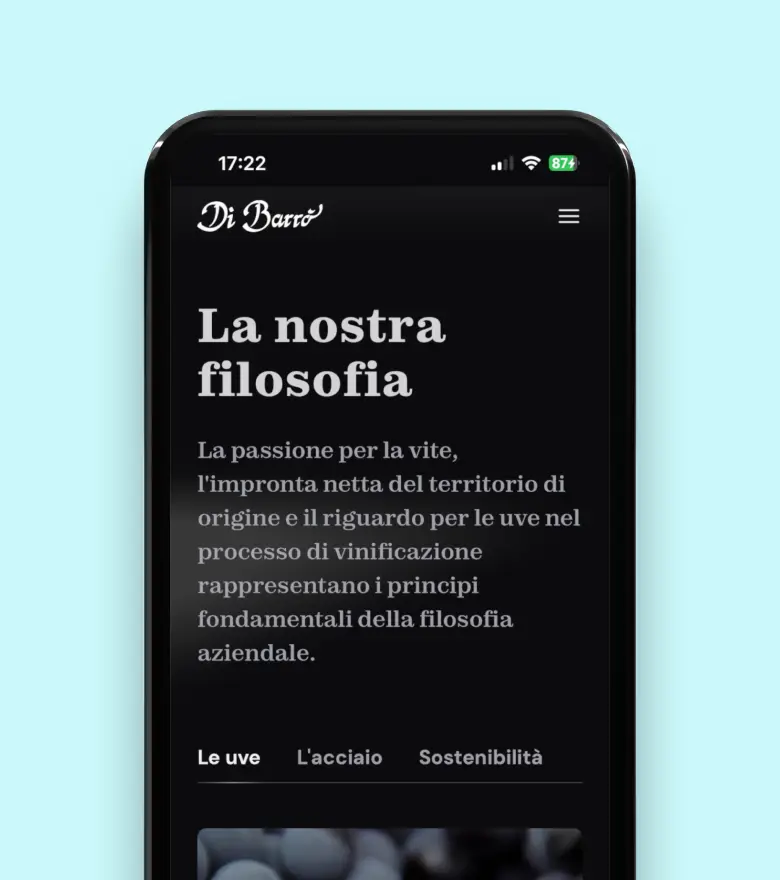 17:22
87
Di Barrò
La nostra
filosofia
La passione per la vite,
l'impronta netta del territorio di
origine e il riguardo per le uve nel
processo di vinificazione
rappresentano i principi
fondamentali della filosofia
aziendale.
Le uve L'acciaio Sostenibilità